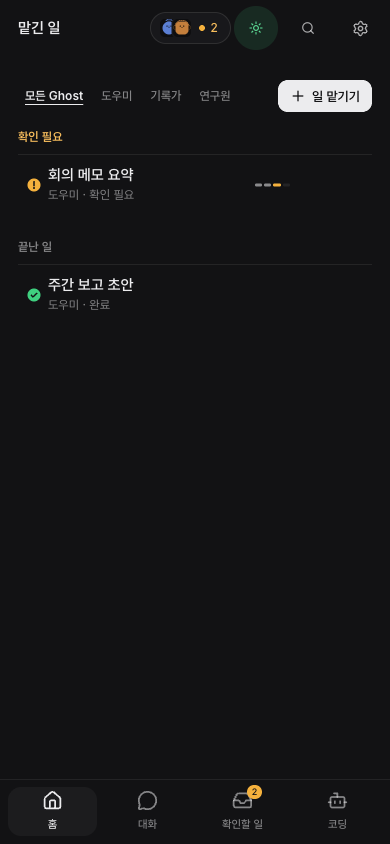 맡긴 일
2
모든 Ghost 도우미 기록가 연구원
일 맡기기
확인 필요
회의 메모 요약
도우미 · 확인 필요
끝난 일
주간 보고 초안
도우미 · 완료
2
홈 대화 확인할 일 코딩